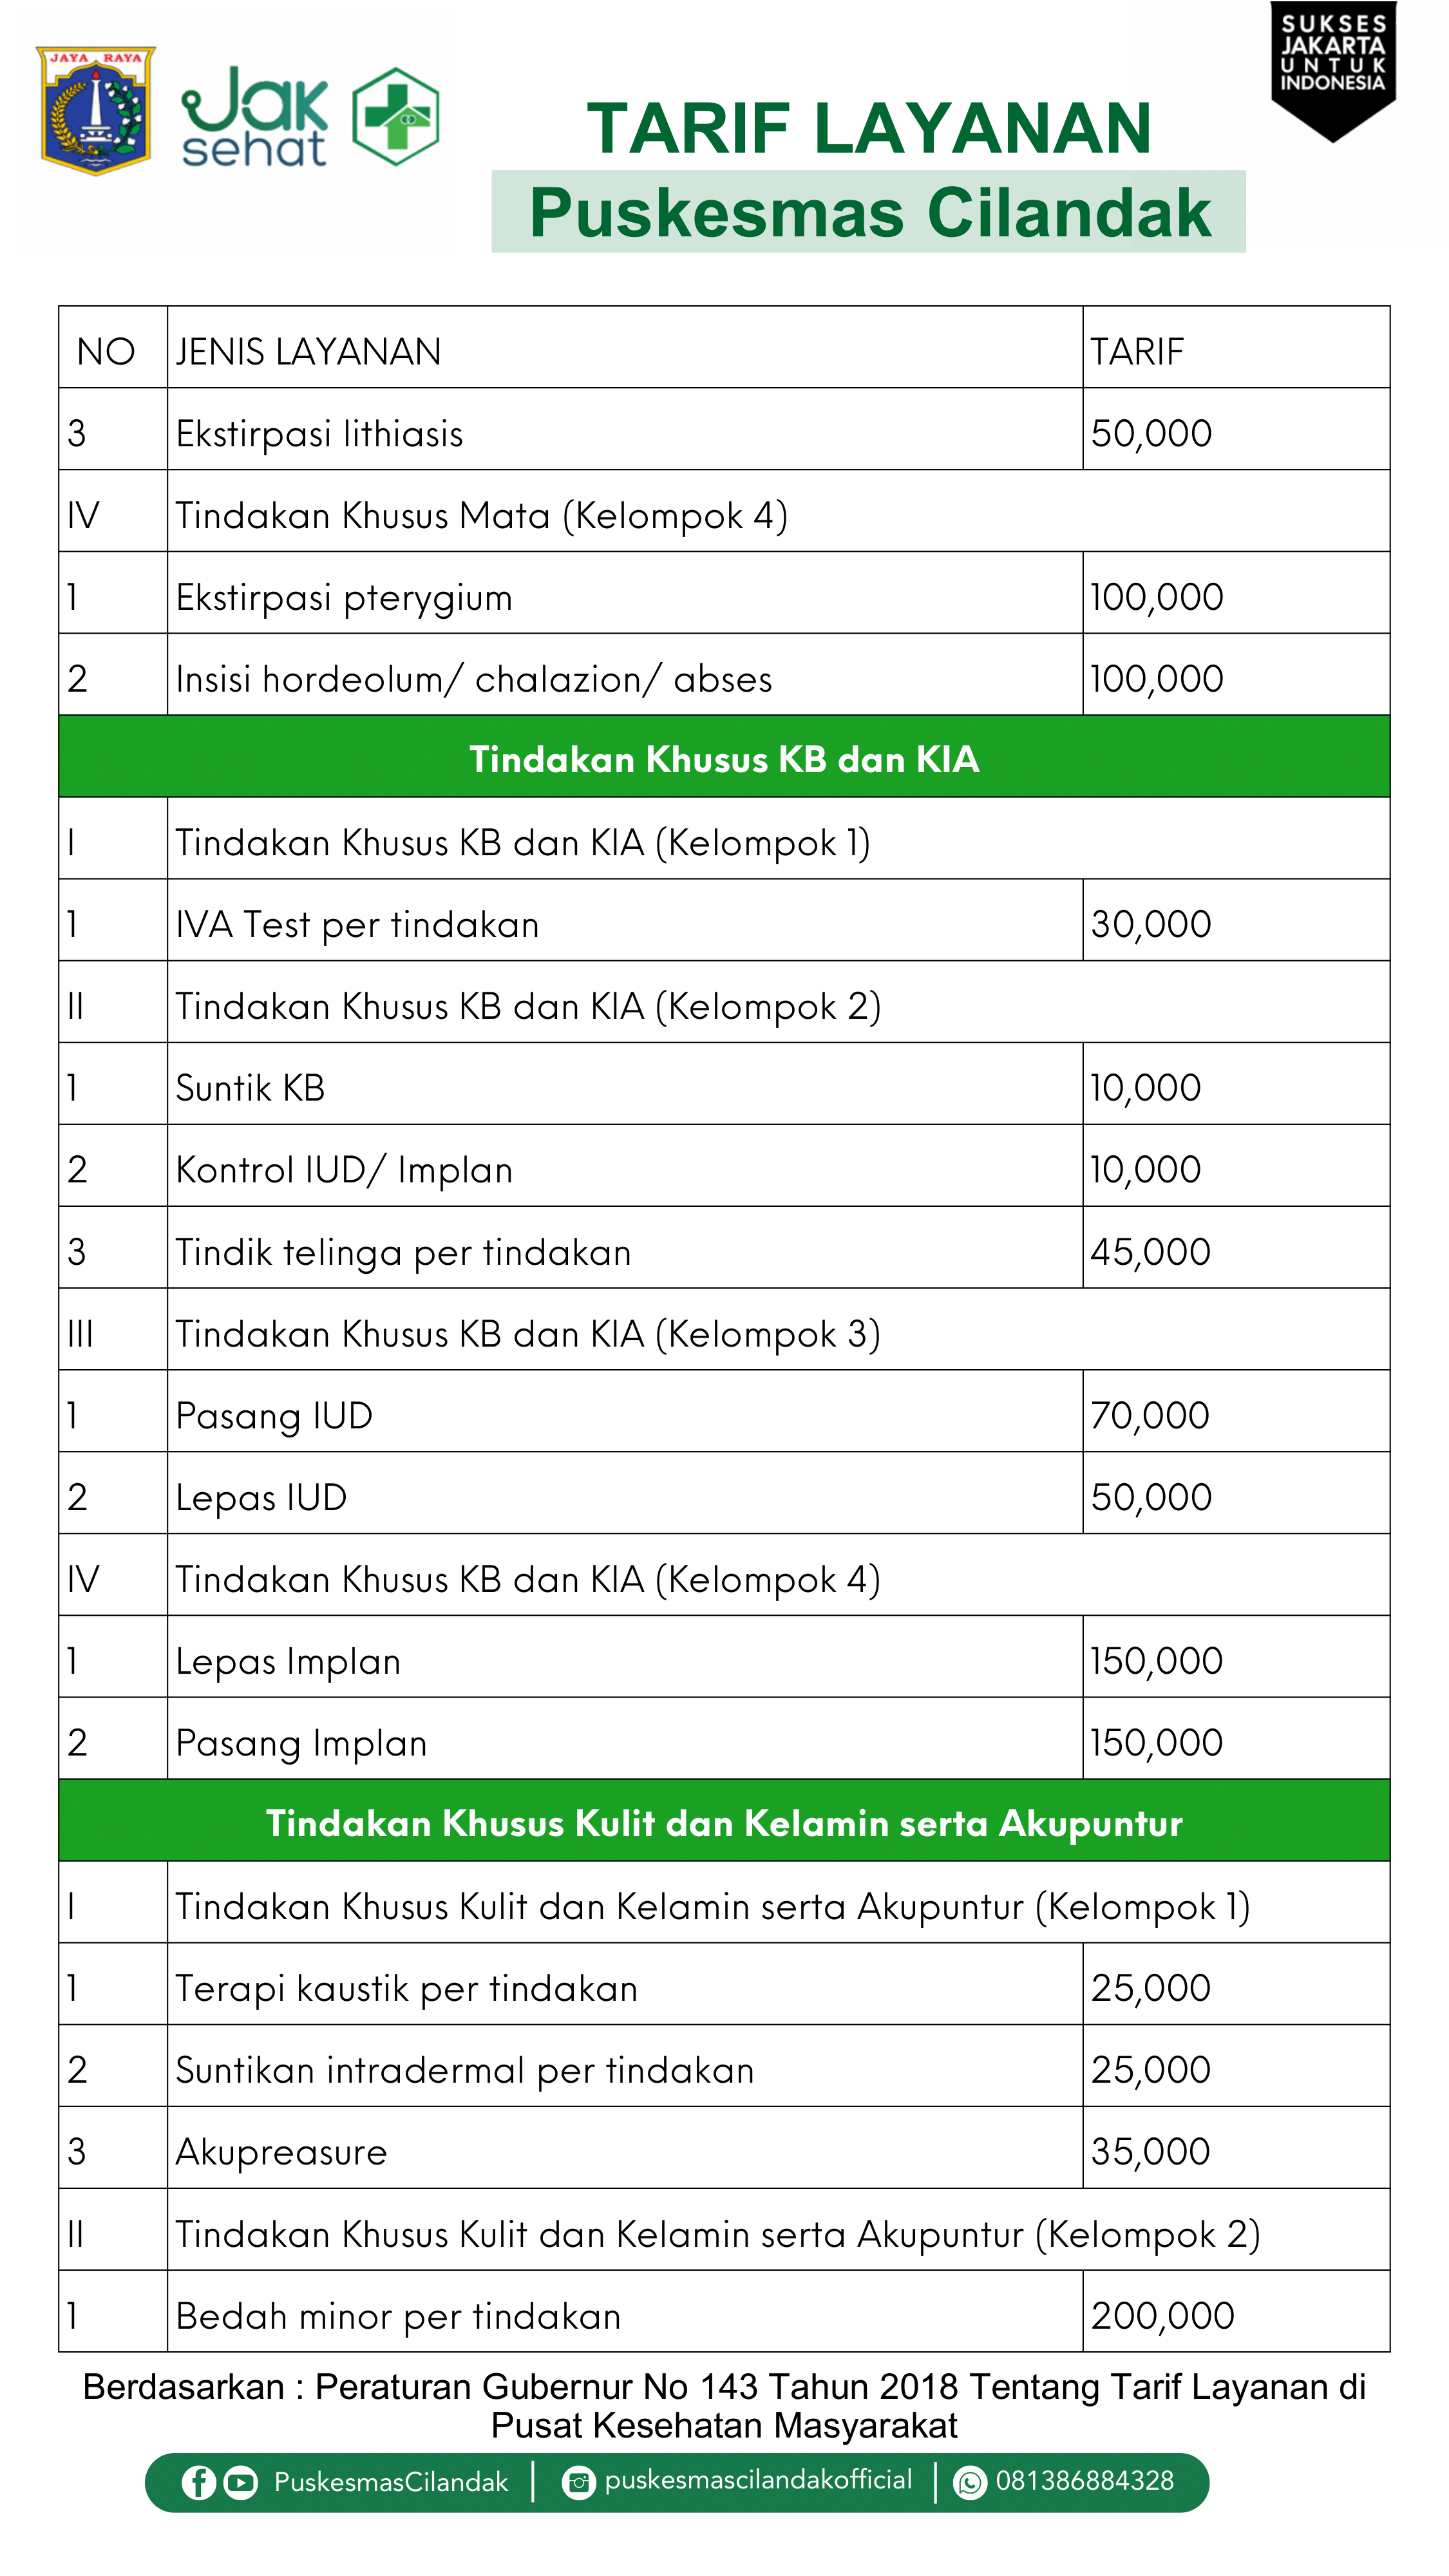 JAYA RAYA
Jak
sehat
SUKSES
JAKARTA
UNTUK
INDONESIA
TARIF LAYANAN
Puskesmas Cilandak
NO JENIS LAYANAN TARIF
3 Ekstirpasi lithiasis 50,000
IV Tindakan Khusus Mata (Kelompok 4)
1 Ekstirpasi pterygium 100,000
2 Insisi hordeolum/ chalazion/ abses 100,000
Tindakan Khusus KB dan KIA
I Tindakan Khusus KB dan KIA (Kelompok 1)
1 IVA Test per tindakan 30,000
II Tindakan Khusus KB dan KIA (Kelompok 2)
1 Suntik KB 10,000
2 Kontrol IUD/ Implan 10,000
3 Tindik telinga per tindakan 45,000
III Tindakan Khusus KB dan KIA (Kelompok 3)
1 Pasang IUD 70,000
2 Lepas IUD 50,000
IV Tindakan Khusus KB dan KIA (Kelompok 4)
1 Lepas Implan 150,000
2 Pasang Implan 150,000
Tindakan Khusus Kulit dan Kelamin serta Akupuntur
I Tindakan Khusus Kulit dan Kelamin serta Akupuntur (Kelompok 1)
1 Terapi kaustik per tindakan 25,000
2 Suntikan intradermal per tindakan 25,000
3 Akupreasure 35,000
II Tindakan Khusus Kulit dan Kelamin serta Akupuntur (Kelompok 2)
1 Bedah minor per tindakan 200,000
Berdasarkan : Peraturan Gubernur No 143 Tahun 2018 Tentang Tarif Layanan di
Pusat Kesehatan Masyarakat
PuskesmasCilandak puskesmascilandakofficial 081386884328